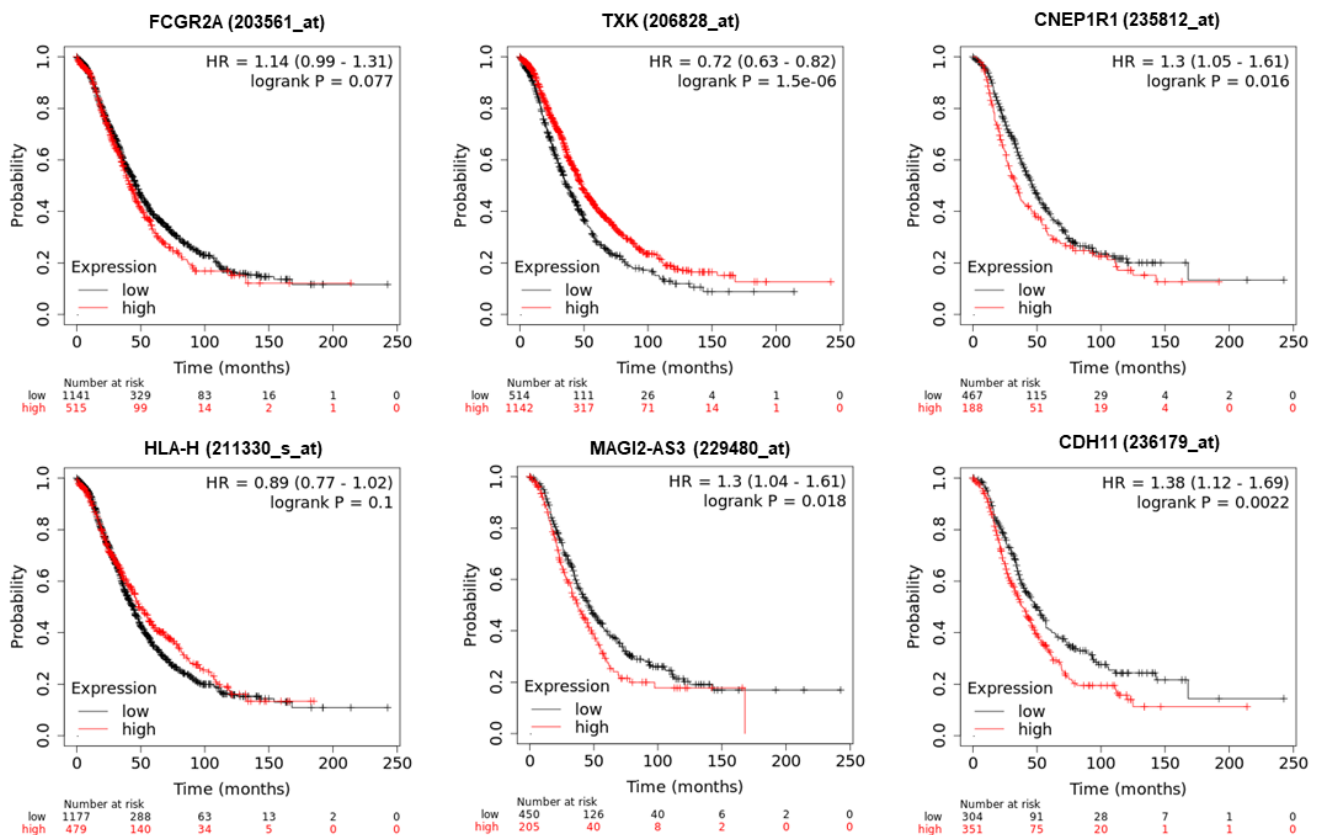 FCGR2A (203561_at)
HR = 1.14 (0.99 - 1.31)
logrank P = 0.077
Probability
1.0
0.8
0.6
0.4
0.2
0.0
Expression
low
high
0 50 100 150 200 250
Time (months)
Number at risk
low 1141 329 83 16 1 0
high 515 99 14 2 1 0
TXK (206828_at)
HR = 0.72 (0.63 - 0.82)
logrank P = 1.5e-06
Probability
1.0
0.8
0.6
0.4
0.2
0.0
Expression
low
high
0 50 100 150 200 250
Time (months)
Number at risk
low 514 111 26 4 1 0
high 1142 317 71 14 1 0
CNEP1R1 (235812_at)
HR = 1.3 (1.05 - 1.61)
logrank P = 0.016
Probability
1.0
0.8
0.6
0.4
0.2
0.0
Expression
low
high
0 50 100 150 200 250
Time (months)
Number at risk
low 467 115 29 4 2 0
high 188 51 19 4 0 0
HLA-H (211330_s_at)
HR = 0.89 (0.77 - 1.02)
logrank P = 0.1
Probability
1.0
0.8
0.6
0.4
0.2
0.0
Expression
low
high
0 50 100 150 200 250
Time (months)
Number at risk
low 1177 288 63 13 2 0
high 479 140 34 5 0 0
MAGI2-AS3 (229480_at)
HR = 1.3 (1.04 - 1.61)
logrank P = 0.018
Probability
1.0
0.8
0.6
0.4
0.2
0.0
Expression
low
high
0 50 100 150 200 250
Time (months)
Number at risk
low 450 126 40 6 2 0
high 205 40 8 2 0 0
CDH11 (236179_at)
HR = 1.38 (1.12 - 1.69)
logrank P = 0.0022
Probability
1.0
0.8
0.6
0.4
0.2
0.0
Expression
low
high
0 50 100 150 200 250
Time (months)
Number at risk
low 304 91 28 7 1 0
high 351 75 20 1 1 0